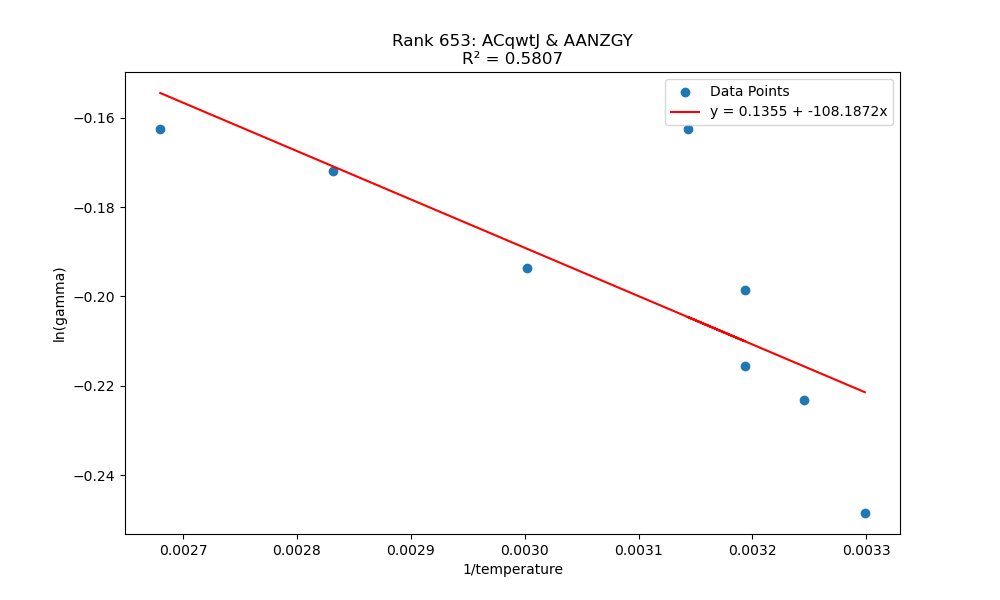 Rank 653: ACqwtJ & AANZGY
R² = 0.5807
Data Points
y = 0.1355 + -108.1872x
−0.16
−0.18
−0.20
−0.22
−0.24
ln(gamma)
0.0027 0.0028 0.0029 0.0030 0.0031 0.0032 0.0033
1/temperature